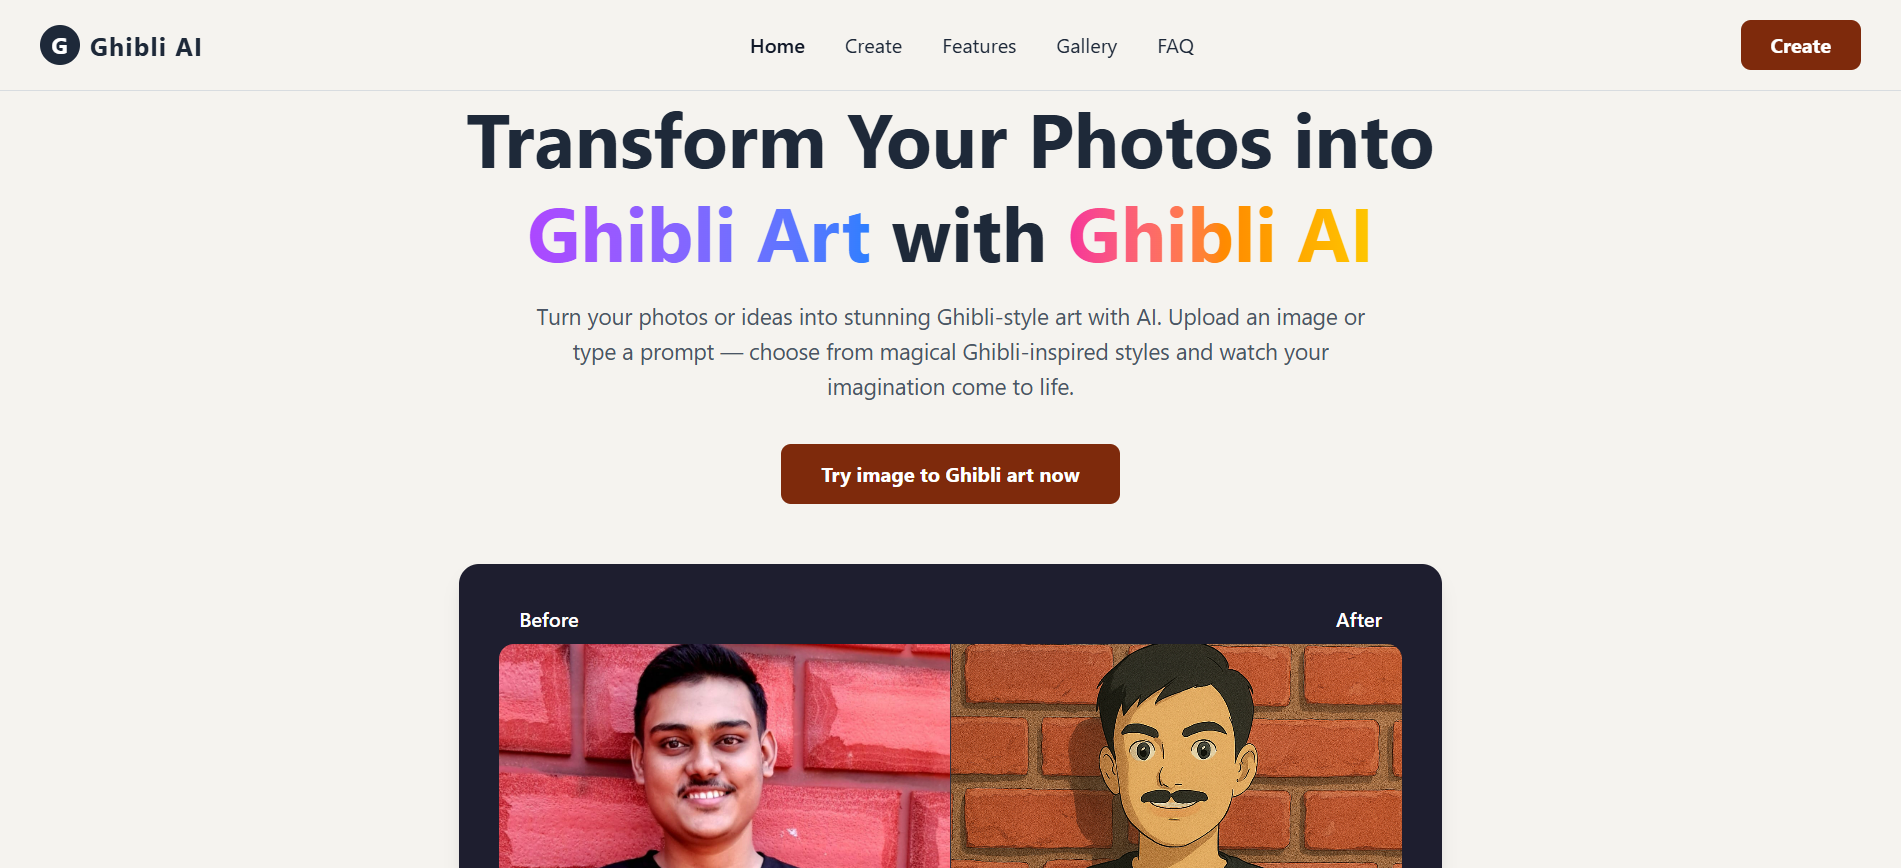 G Ghibli AI
Home Create Features Gallery FAQ
Create
Transform Your Photos into
Ghibli Art with Ghibli AI
Turn your photos or ideas into stunning Ghibli-style art with AI. Upload an image or
type a prompt — choose from magical Ghibli-inspired styles and watch your
imagination come to life.
Try image to Ghibli art now
Before After